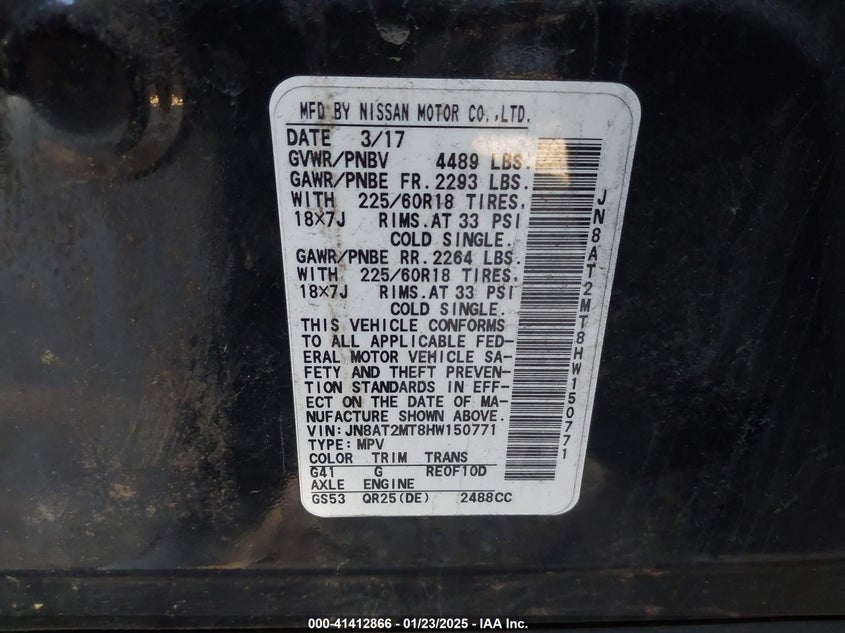 MFD BY NISSAN MOTOR CO.,LTD.
DATE 3/17
GVWR/PNBV 4489 LBS.
GAWR/PNBE FR. 2293 LBS.
WITH 225/60R18 TIRES.
18×7J RIMS.AT 33 PSI
COLD SINGLE.
GAWR/PNBE RR. 2264 LBS.
WITH 225/60R18 TIRES.
18×7J RIMS.AT 33 PSI
COLD SINGLE.
THIS VEHICLE CONFORMS
TO ALL APPLICABLE FED-
ERAL MOTOR VEHICLE SA-
FETY AND THEFT PREVEN-
TION STANDARDS IN EFF-
ECT ON THE DATE OF MA-
NUFACTURE SHOWN ABOVE.
VIN:JN8AT2MT8HW150771
TYPE:MPV
COLOR TRIM TRANS
G41 G RE0F10D
AXLE ENGINE
GS53 QR25(DE) 2488CC
JN8AT2MT8HW150771
000-41412866 - 01/23/2025 - IAA Inc.